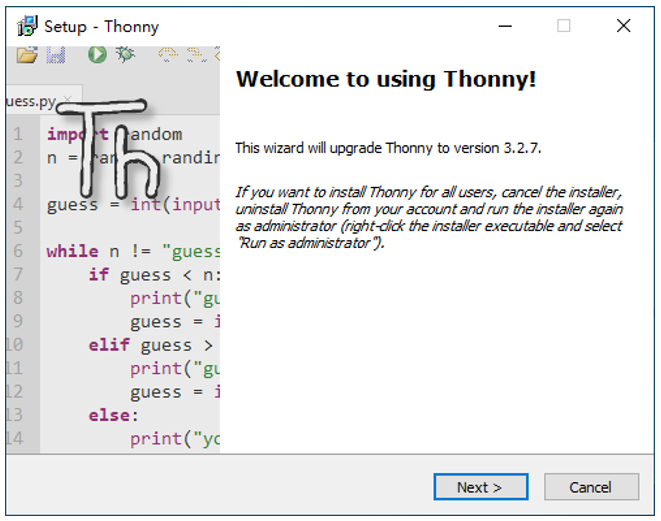 Setup - Thonny
uess.py
Th
Welcome to using Thonny!
This wizard will upgrade Thonny to version 3.2.7.
If you want to install Thonny for all users, cancel the installer,
uninstall Thonny from your account and run the installer again
as administrator (right-click the installer executable and select
"Run as administrator").
1 import random
2 n = ran randin
3
4 guess = int(input
5
6 while n != "guess
7 if guess < n:
8 print("gu
9 guess = i
10 elif guess >
11 print("gu
12 guess = i
13 else:
14 print("yo
Next >
Cancel